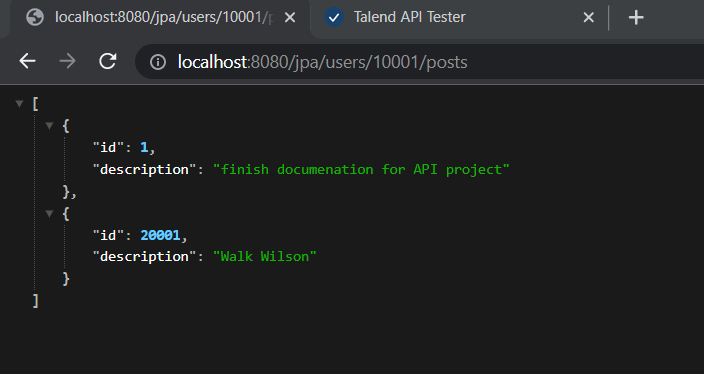 localhost:8080/jpa/users/10001/p
Talend API Tester
localhost:8080/jpa/users/10001/posts
[
{
"id": 1,
"description": "finish documenation for API project"
},
{
"id": 20001,
"description": "Walk Wilson"
}
]